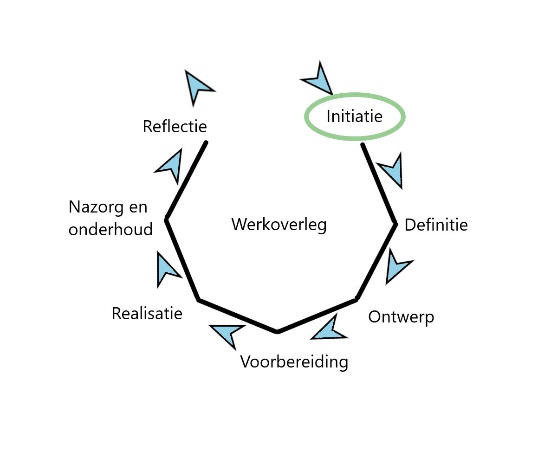 Initiatie
Reflectie
Nazorg en
onderhoud
Werkoverleg
Definitie
Realisatie
Ontwerp
Voorbereiding